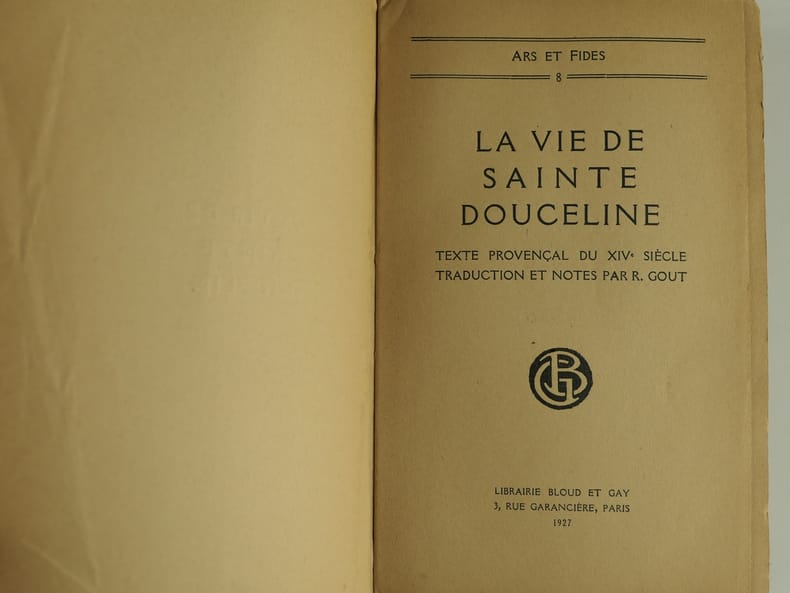 ARS ET FIDES
8
LA VIE DE
SAINTE
DOUCELINE
TEXTE PROVENÇAL DU XIVᵉ SIÈCLE
TRADUCTION ET NOTES PAR R. GOUT
BG
LIBRAIRIE BLOUD ET GAY
3, RUE GARANCIÈRE, PARIS
1927